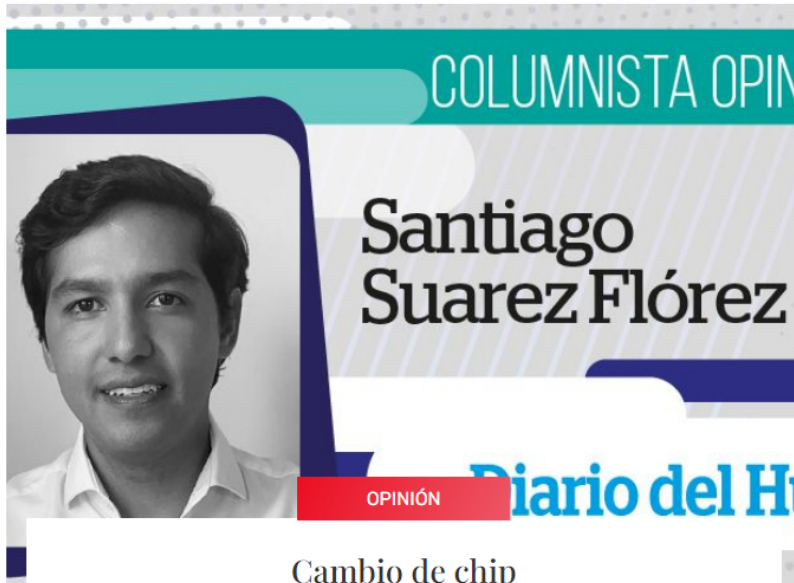 COLUMNISTA OPIN
Santiago
Suarez Flórez
Diario del Hu
OPINIÓN
Cambio de chip